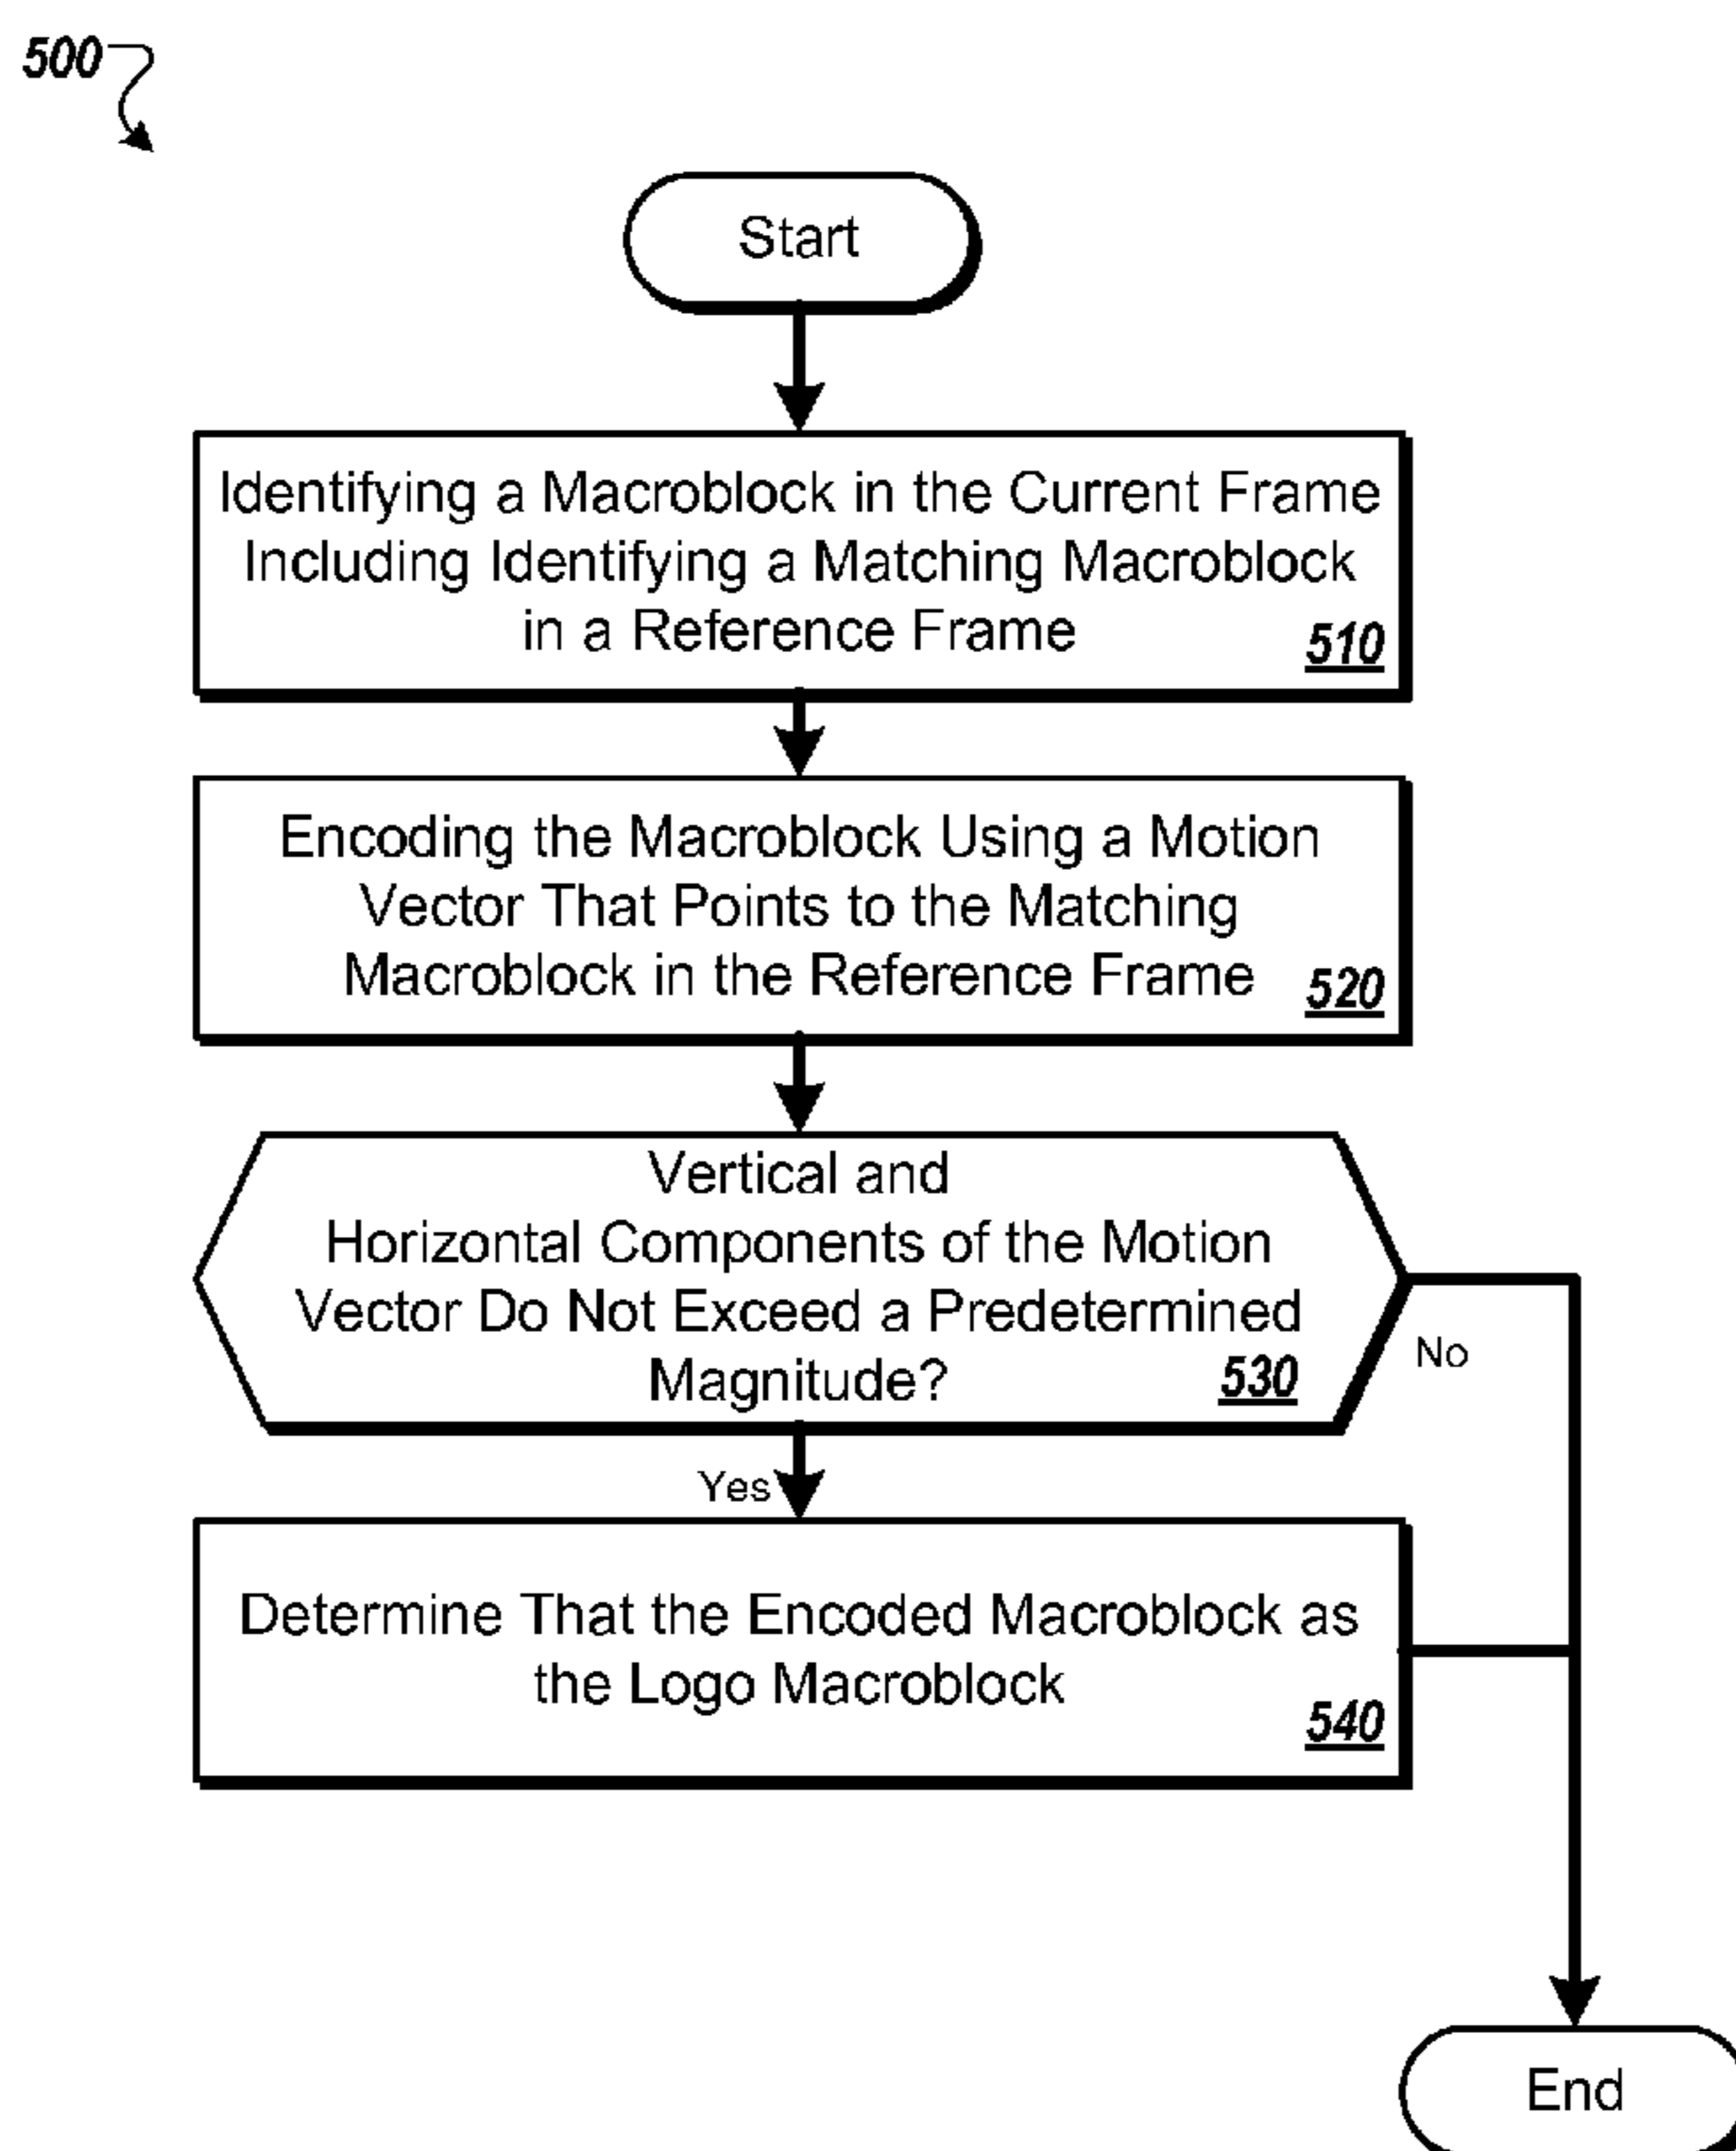 500
Start
Identifying a Macroblock in the Current Frame
Including Identifying a Matching Macroblock
in a Reference Frame
510
Encoding the Macroblock Using a Motion
Vector That Points to the Matching
Macroblock in the Reference Frame
520
Vertical and
Horizontal Components of the Motion
Vector Do Not Exceed a Predetermined
Magnitude?
530
No
Yes
Determine That the Encoded Macroblock as
the Logo Macroblock
540
End